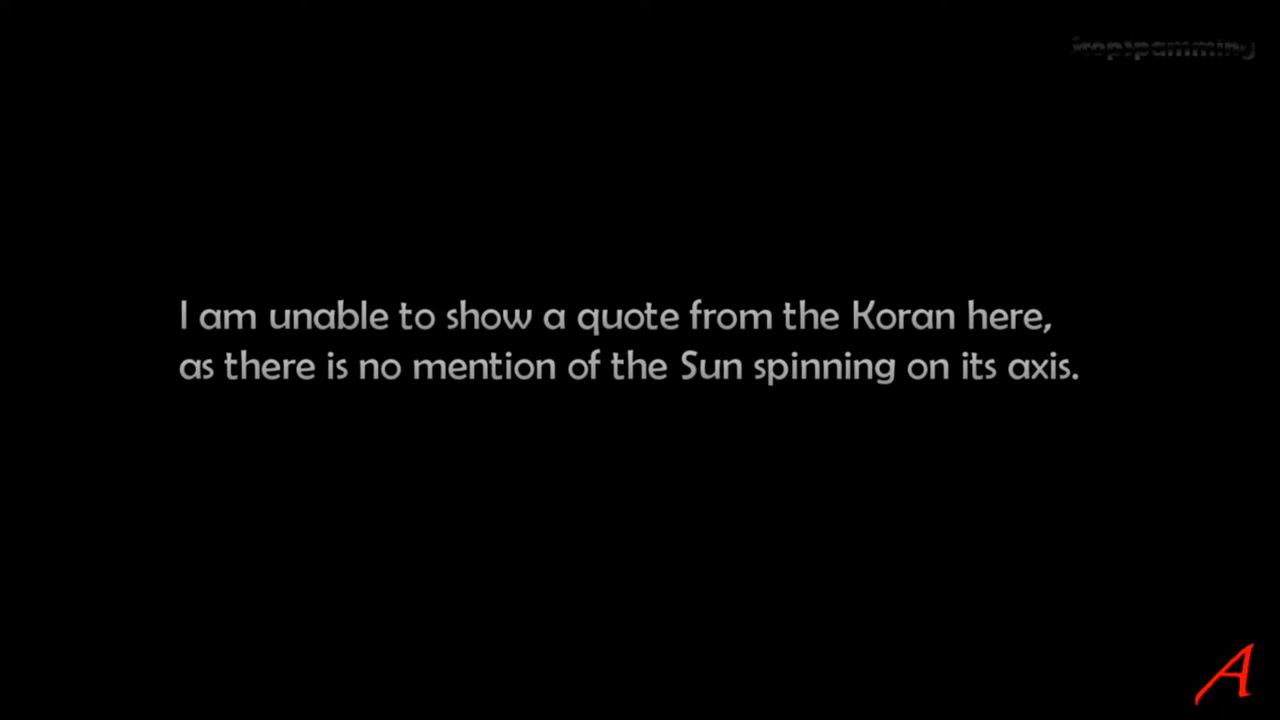 stopspamming
I am unable to show a quote from the Koran here,
as there is no mention of the Sun spinning on its axis.
A